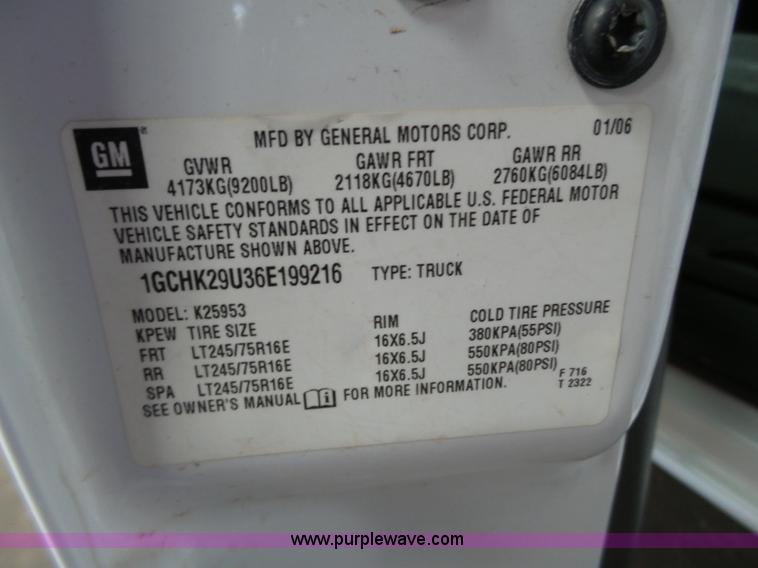 GM
MFD BY GENERAL MOTORS CORP. 01/06
GVWR GAWR FRT GAWR RR
4173KG(9200LB) 2118KG(4670LB) 2760KG(6084LB)
THIS VEHICLE CONFORMS TO ALL APPLICABLE U.S. FEDERAL MOTOR
VEHICLE SAFETY STANDARDS IN EFFECT ON THE DATE OF
MANUFACTURE SHOWN ABOVE.
1GCHK29U36E199216 TYPE: TRUCK
MODEL: K25953
KPEW TIRE SIZE RIM COLD TIRE PRESSURE
FRT LT245/75R16E 16X6.5J 380KPA(55PSI)
RR LT245/75R16E 16X6.5J 550KPA(80PSI)
SPA LT245/75R16E 16X6.5J 550KPA(80PSI)
SEE OWNER'S MANUAL i FOR MORE INFORMATION.
F 716
T 2322
www.purplewave.com